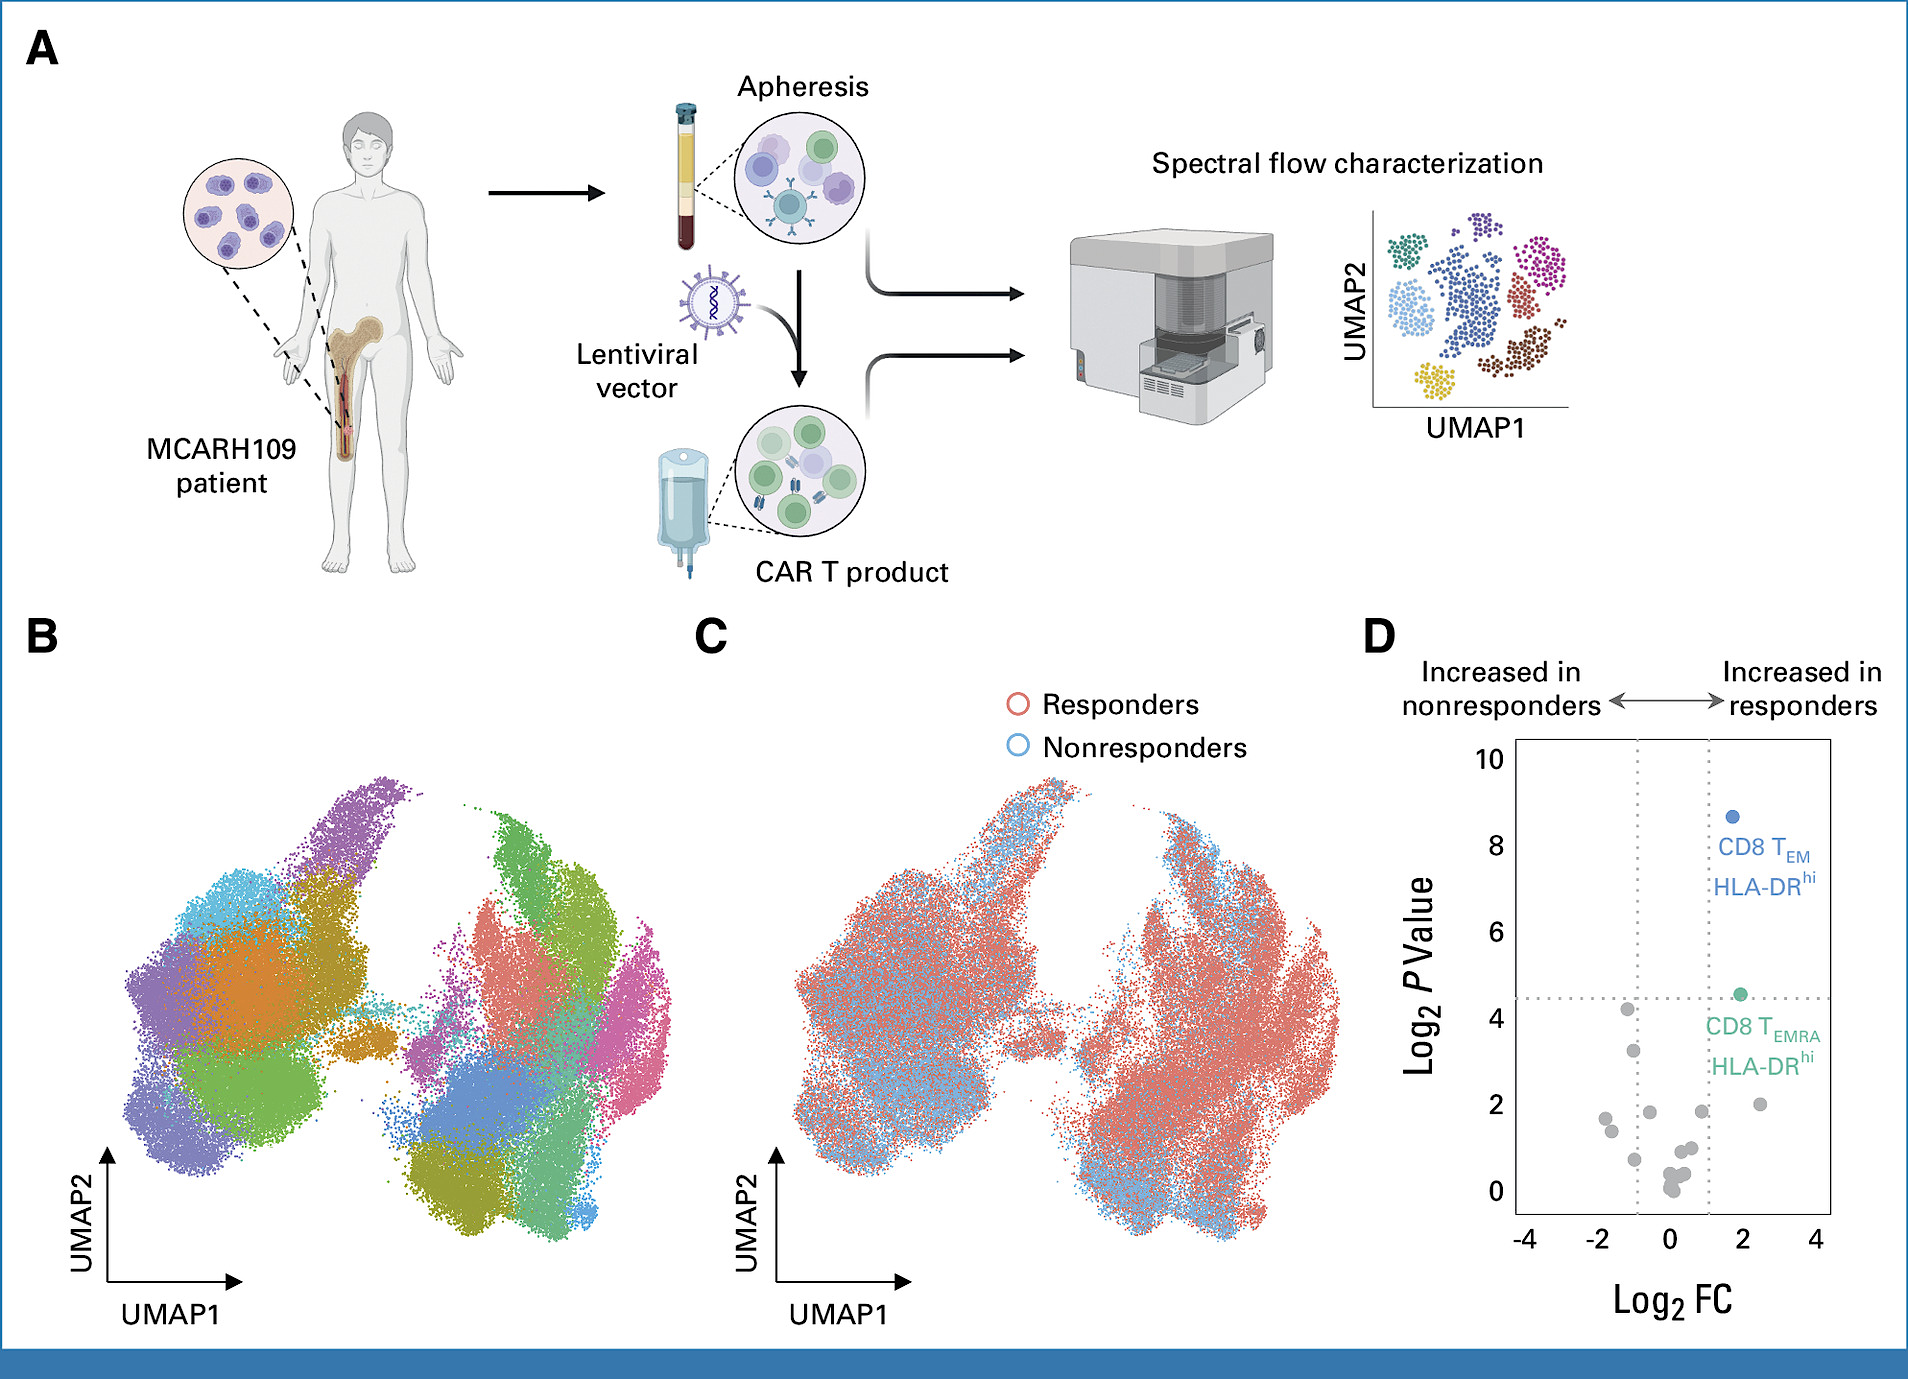 A
Apheresis
Spectral flow characterization
Lentiviral
vector
MCARH109
patient
CAR T product
UMAP2
UMAP1
B
UMAP2
UMAP1
C
Responders
Nonresponders
UMAP2
UMAP1
D
Increased in
nonresponders
Increased in
responders
Log2 P Value
10
8
6
4
2
0
CD8 TEM
HLA-DRhi
CD8 TEMRA
HLA-DRhi
-4 -2 0 2 4
Log2 FC